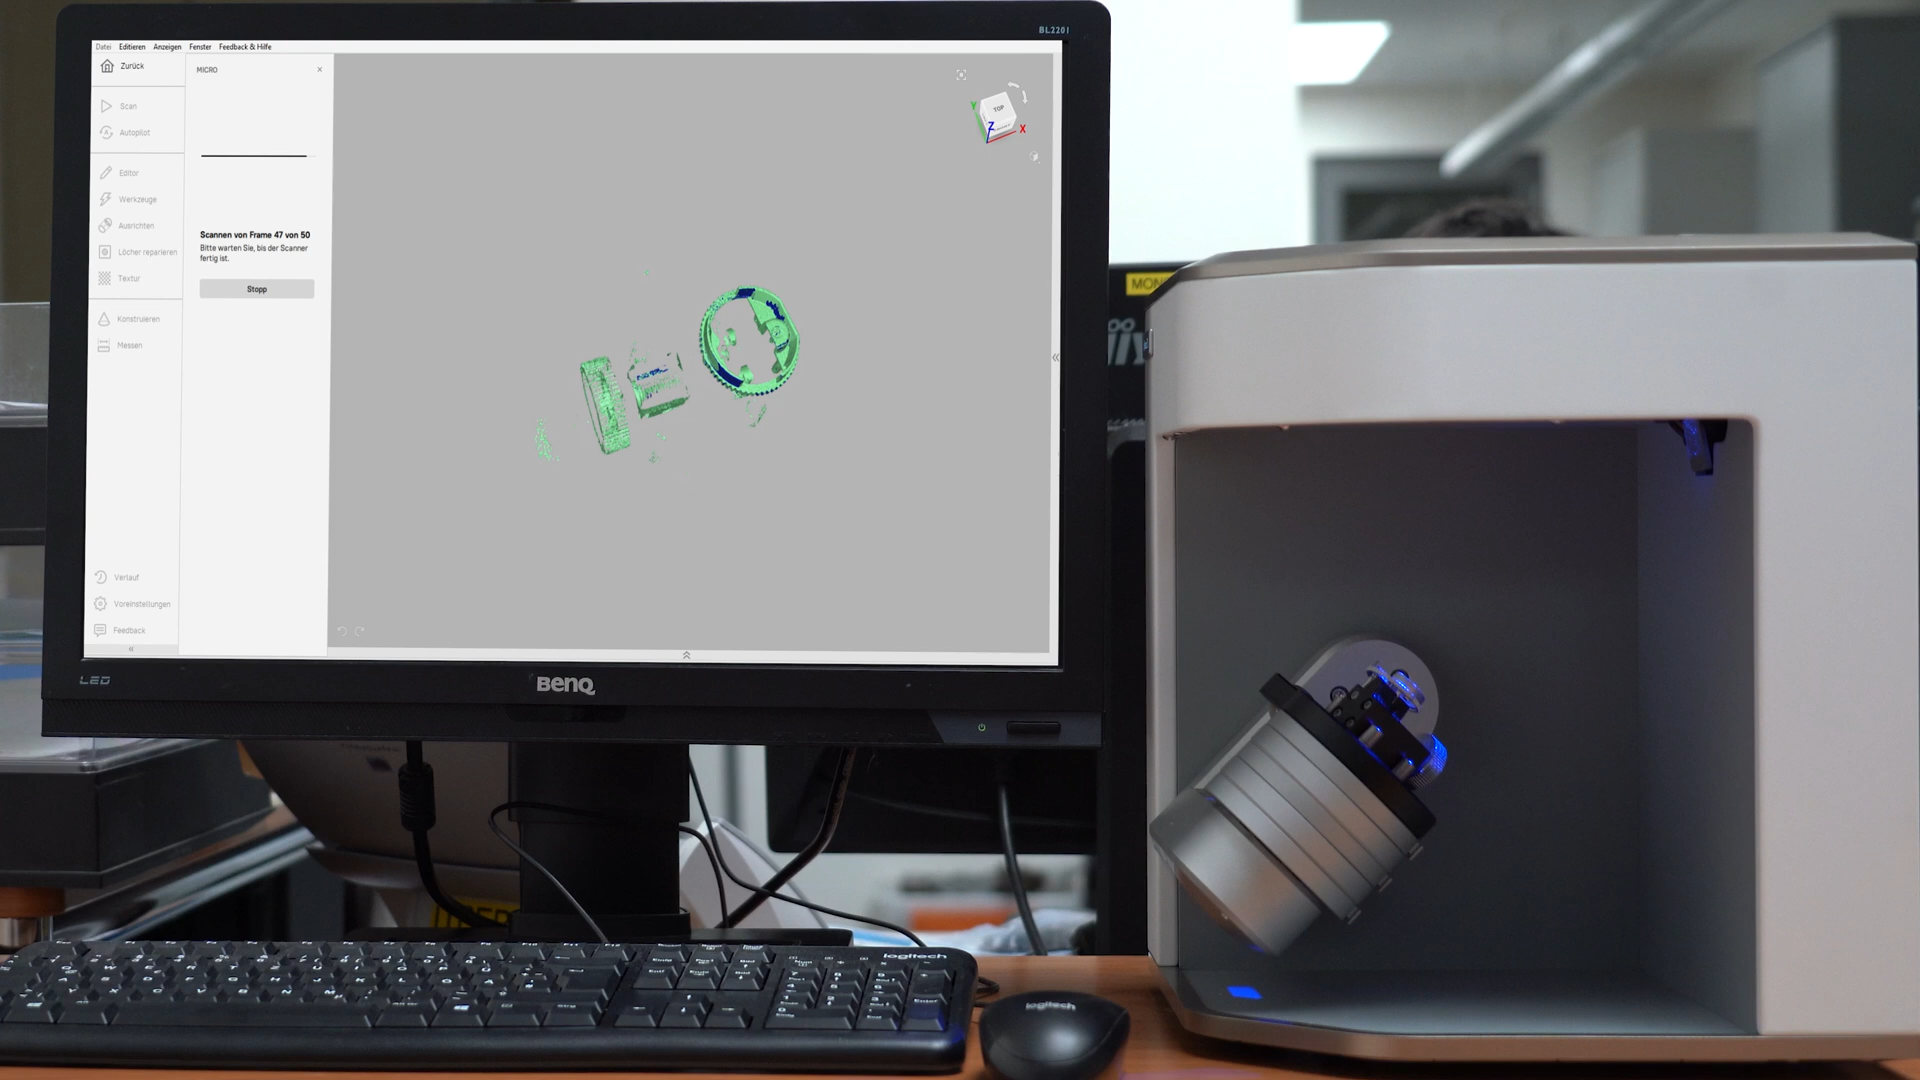 BL2201
Datei Editieren Anzeigen Fenster Feedback & Hilfe
Zurück
MICRO
Scan
Autopilot
Editor
Werkzeuge
Ausrichten
Löcher reparieren
Textur
Konstruieren
Messen
Verlauf
Voreinstellungen
Feedback
Scannen von Frame 47 von 50
Bitte warten Sie, bis der Scanner
fertig ist.
Stopp
TOP
Y
Z
X
LED
BenQ
logitech
logitech